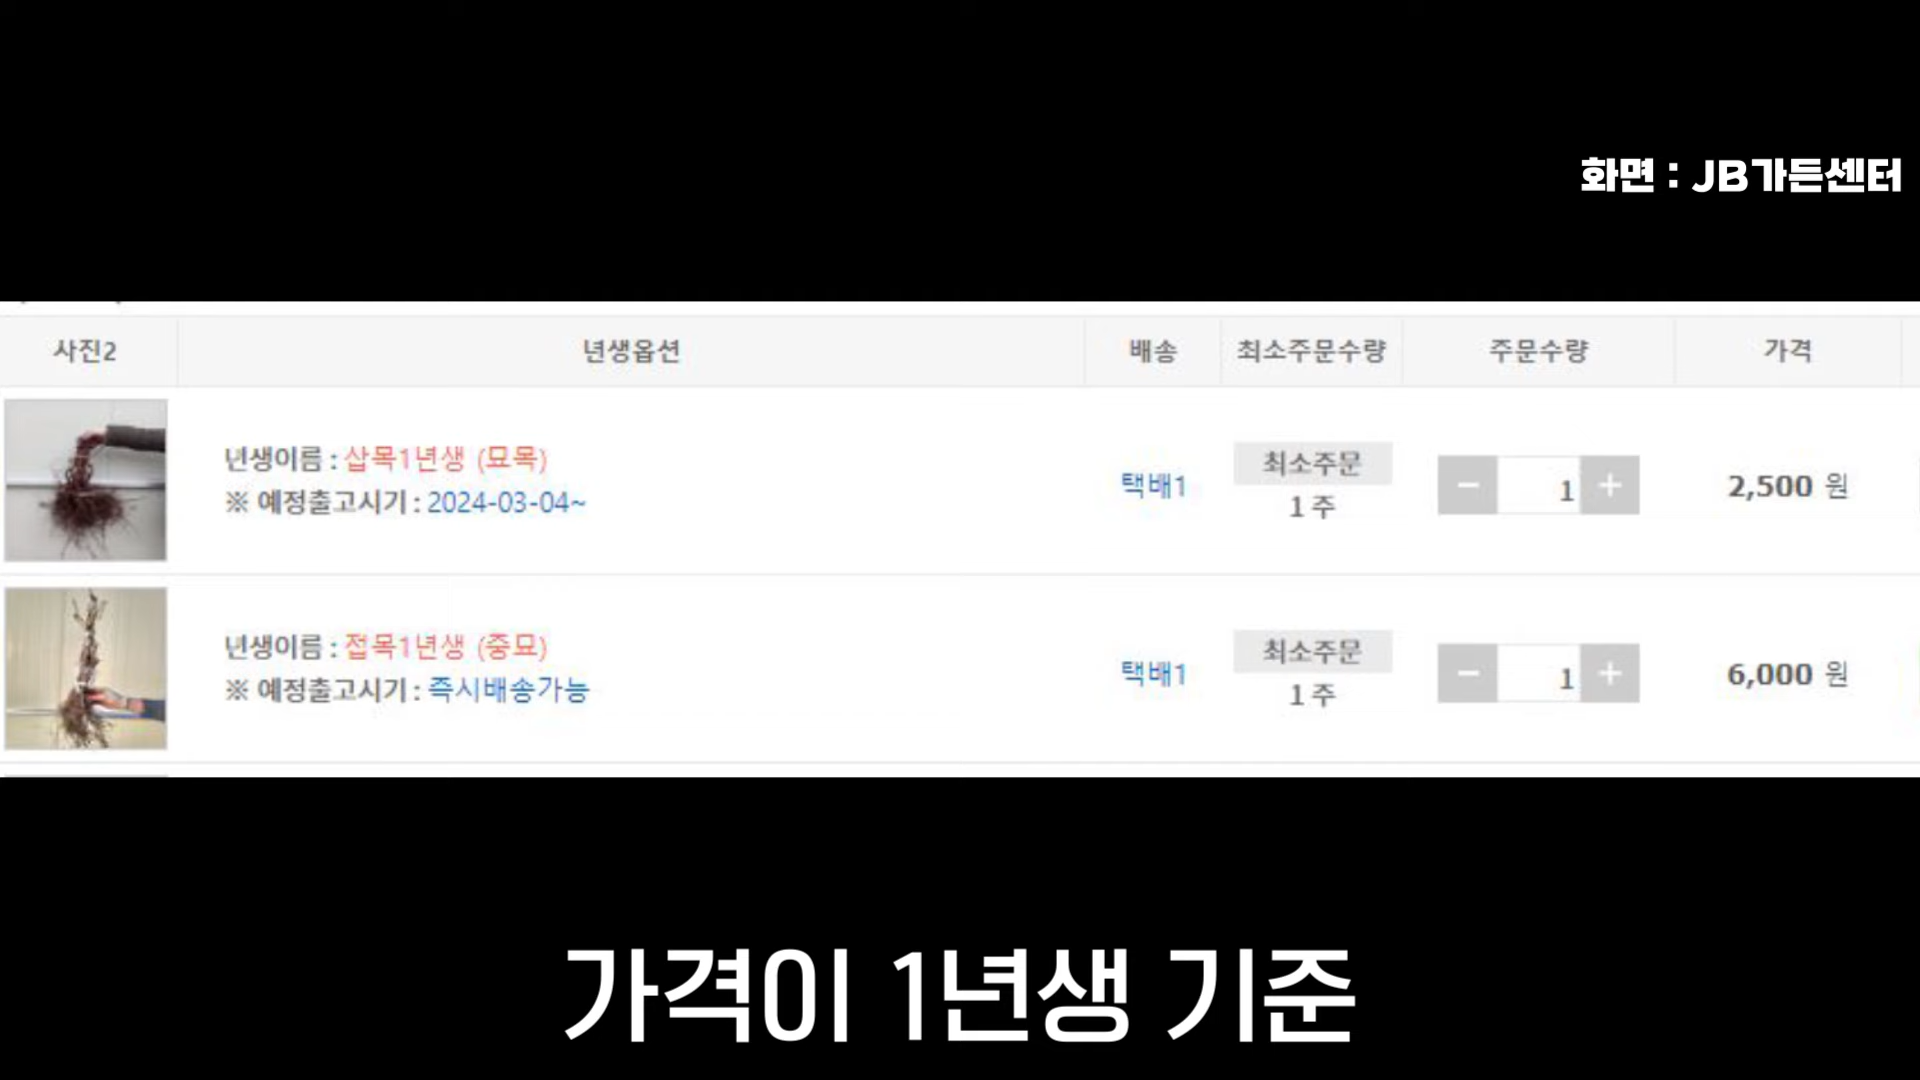 화면 : JB가든센터
사진2 년생옵션 배송 최소주문수량 주문수량 가격
년생이름 : 삽목1년생 (묘목)
※ 예정출고시기 : 2024-03-04~
택배1
최소주문
1 주
− 1 +
2,500 원
년생이름 : 접목1년생 (중묘)
※ 예정출고시기 : 즉시배송가능
택배1
최소주문
1 주
− 1 +
6,000 원
가격이 1년생 기준